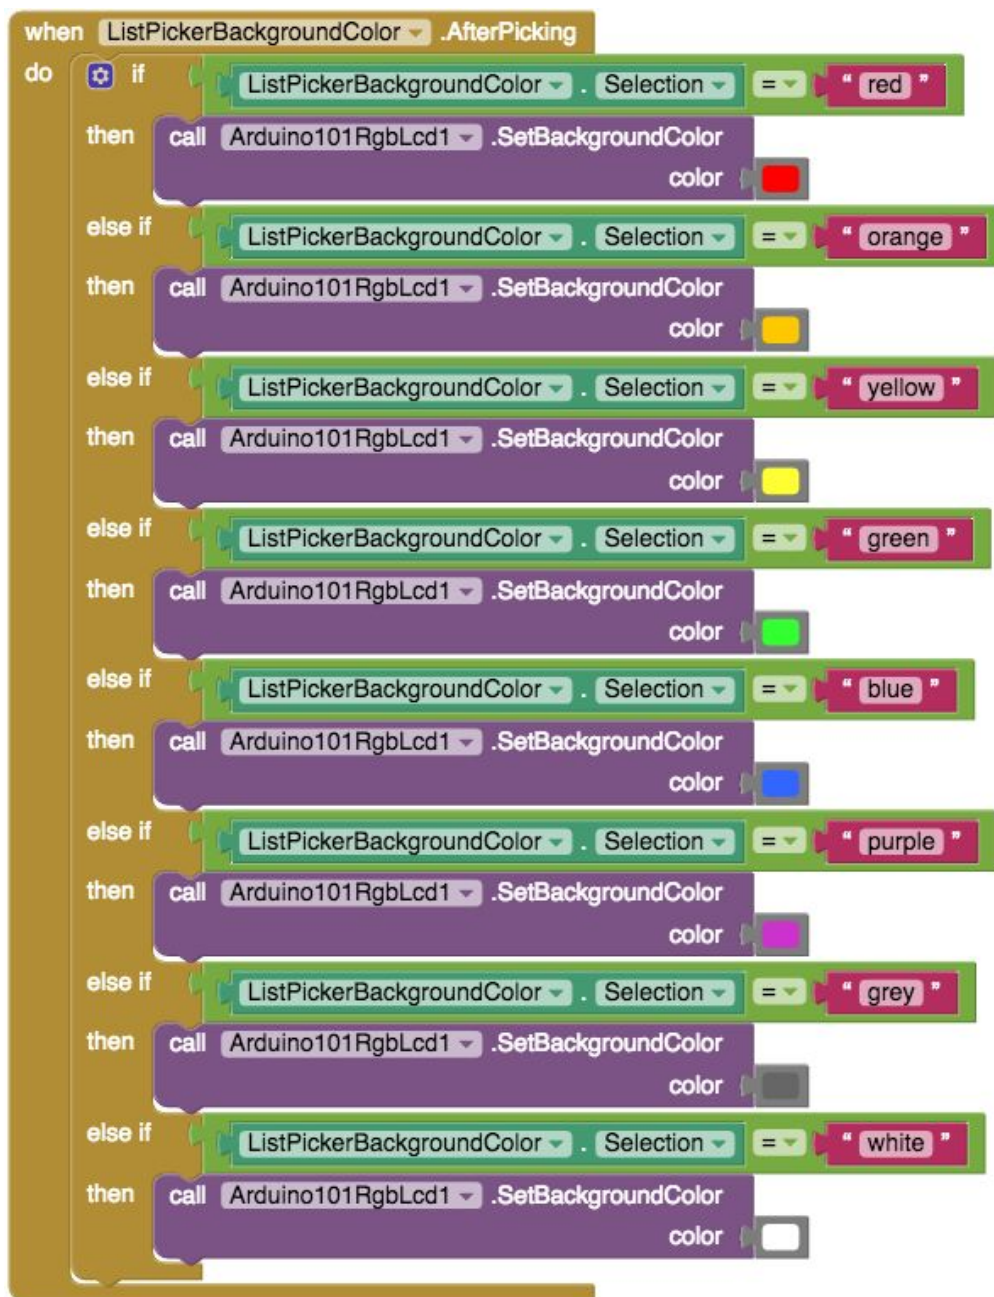 when ListPickerBackgroundColor .AfterPicking
do if ListPickerBackgroundColor . Selection = “ red ”
then call Arduino101RgbLcd1 .SetBackgroundColor
color
else if ListPickerBackgroundColor . Selection = “ orange ”
then call Arduino101RgbLcd1 .SetBackgroundColor
color
else if ListPickerBackgroundColor . Selection = “ yellow ”
then call Arduino101RgbLcd1 .SetBackgroundColor
color
else if ListPickerBackgroundColor . Selection = “ green ”
then call Arduino101RgbLcd1 .SetBackgroundColor
color
else if ListPickerBackgroundColor . Selection = “ blue ”
then call Arduino101RgbLcd1 .SetBackgroundColor
color
else if ListPickerBackgroundColor . Selection = “ purple ”
then call Arduino101RgbLcd1 .SetBackgroundColor
color
else if ListPickerBackgroundColor . Selection = “ grey ”
then call Arduino101RgbLcd1 .SetBackgroundColor
color
else if ListPickerBackgroundColor . Selection = “ white ”
then call Arduino101RgbLcd1 .SetBackgroundColor
color